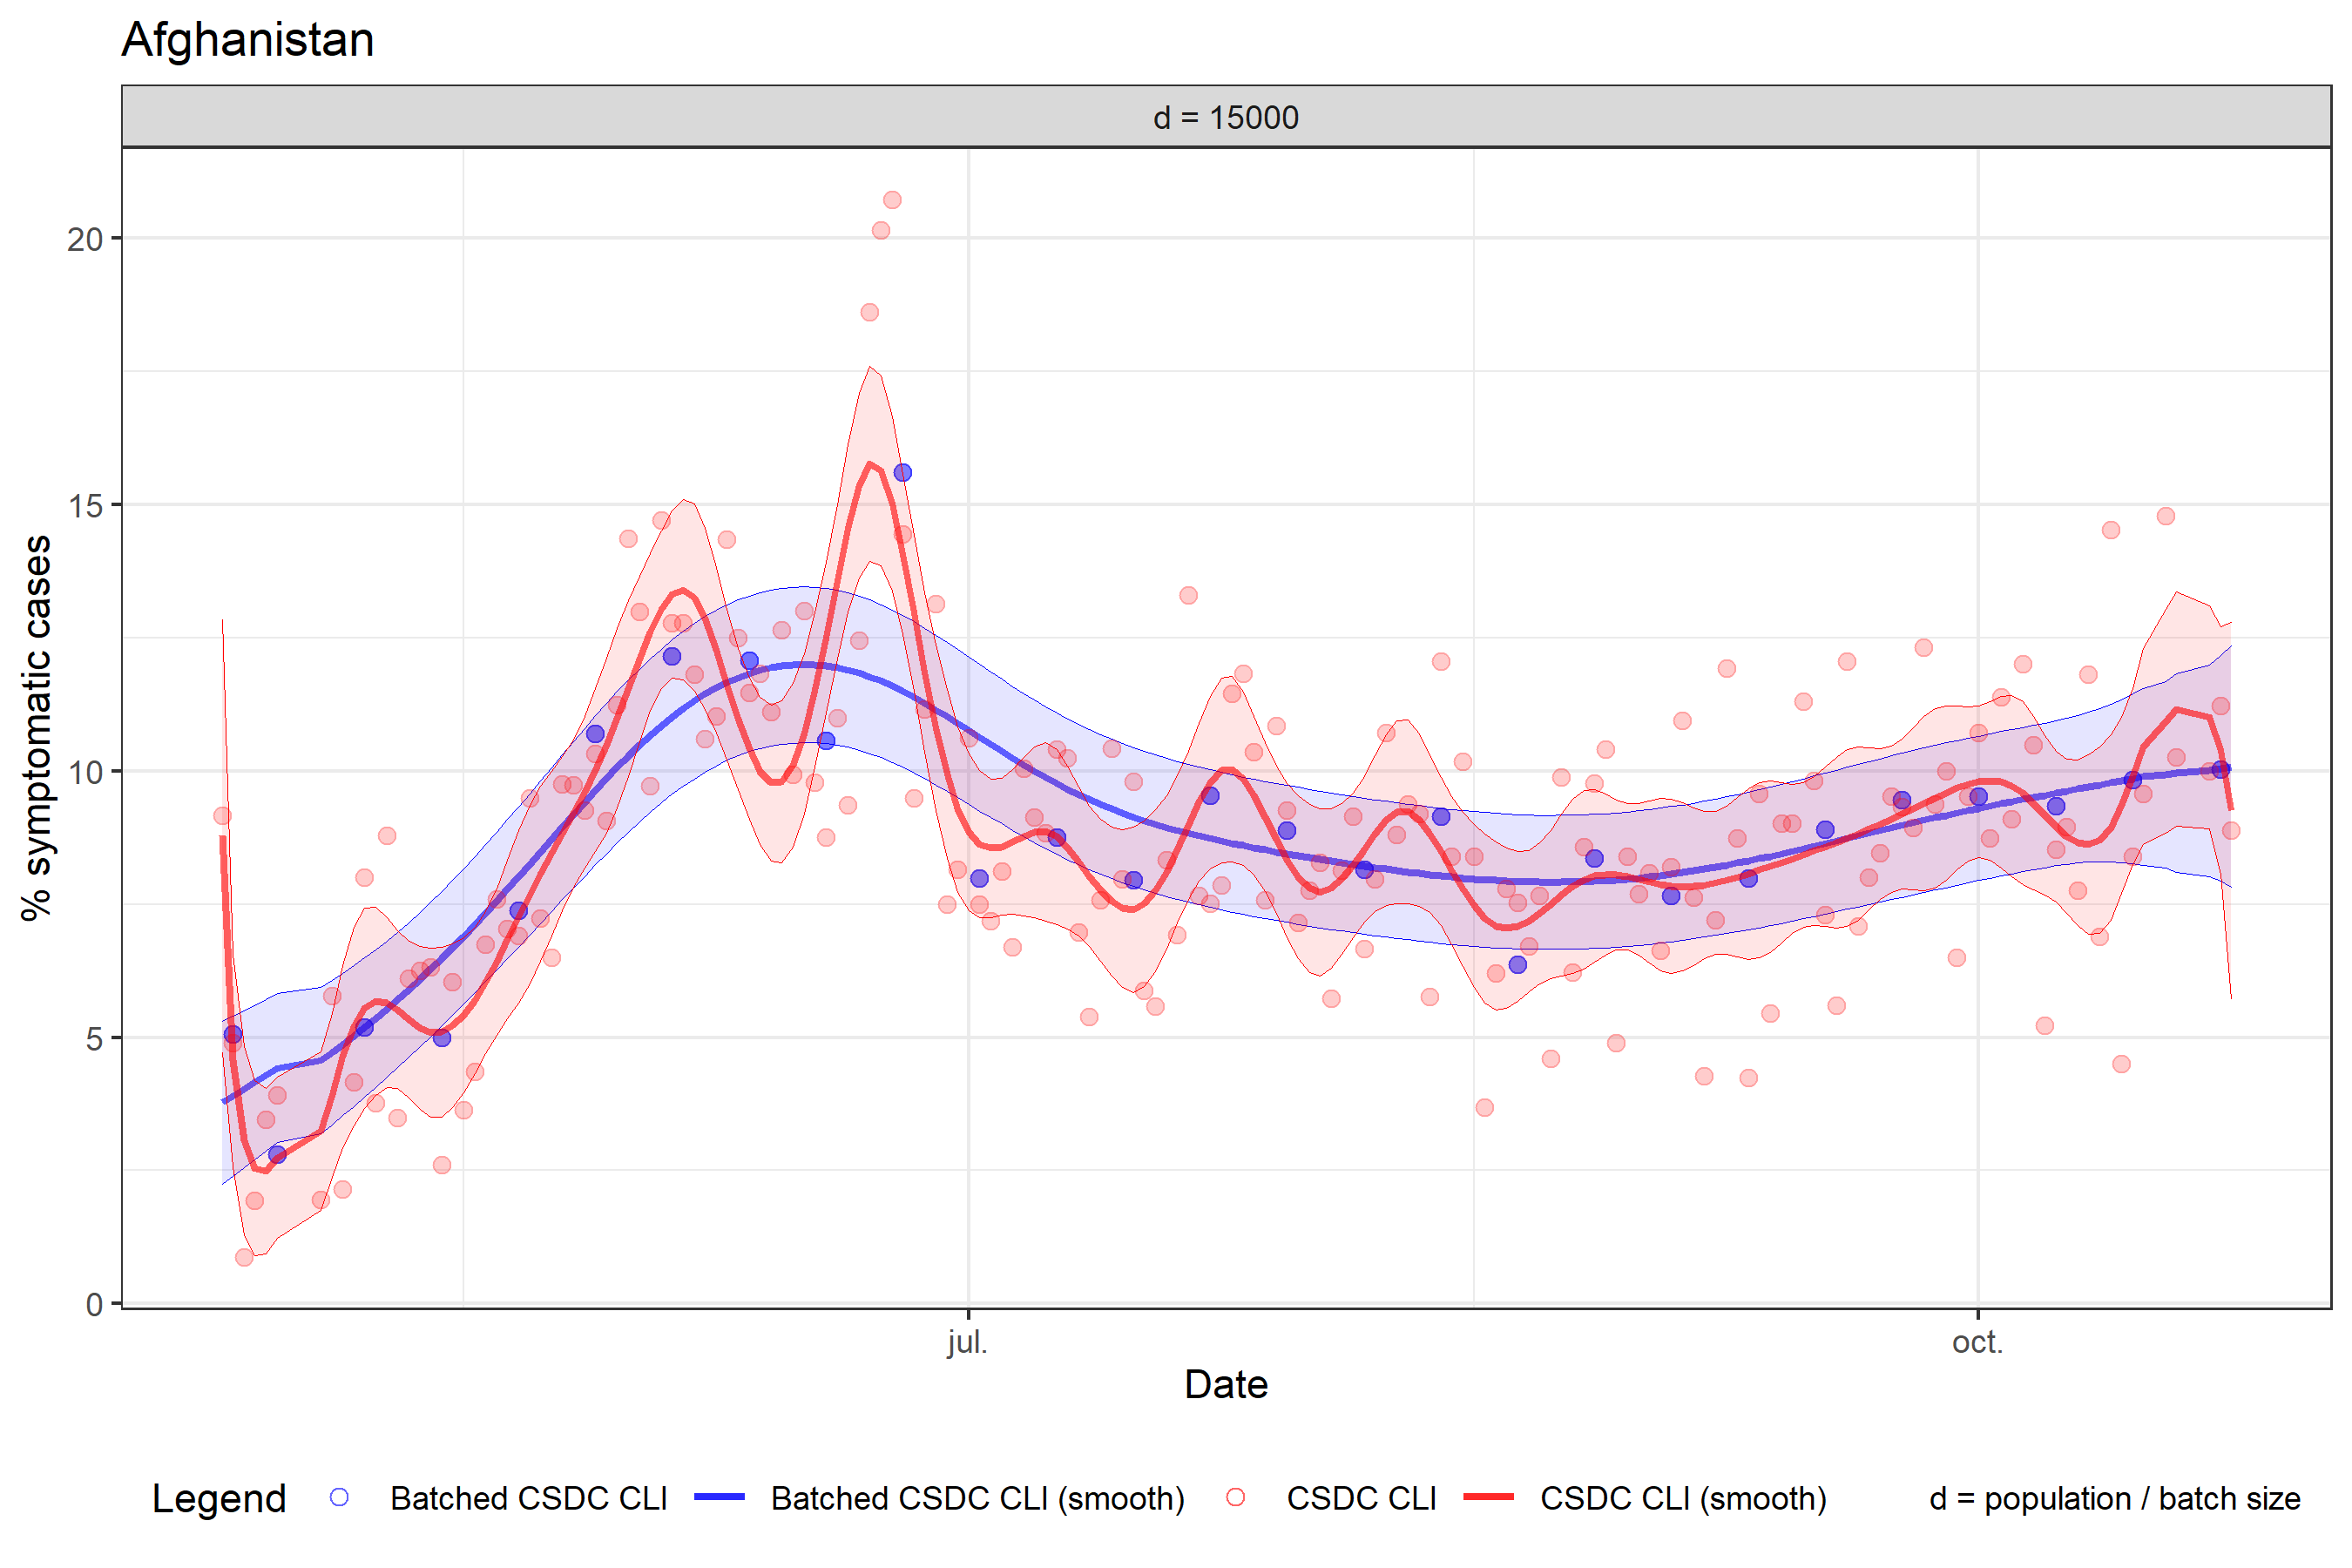 Afghanistan
d = 15000
% symptomatic cases
20
15
10
5
0
jul.
oct.
Date
Legend
Batched CSDC CLI
Batched CSDC CLI (smooth)
CSDC CLI
CSDC CLI (smooth)
d = population / batch size